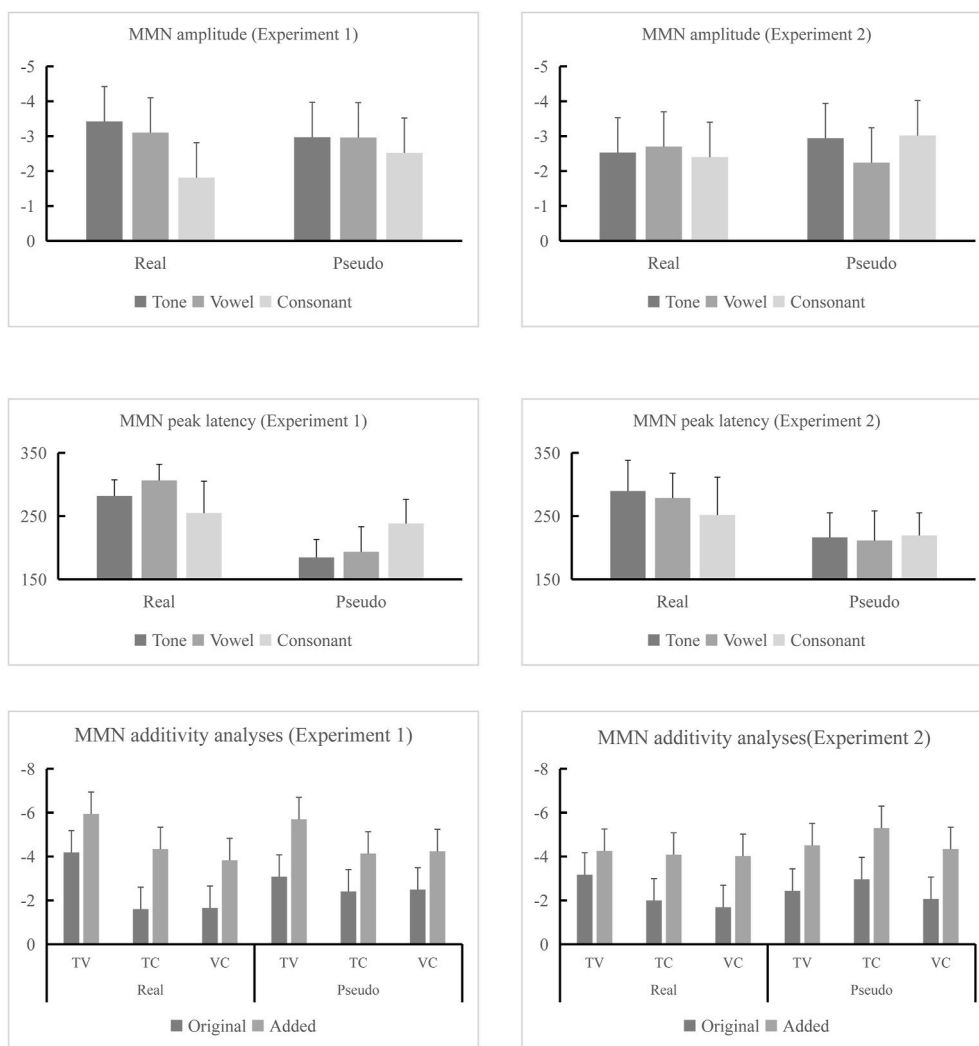 MMN amplitude (Experiment 1)
-5
-4
-3
-2
-1
0
Real Pseudo
Tone Vowel Consonant
MMN amplitude (Experiment 2)
-5
-4
-3
-2
-1
0
Real Pseudo
Tone Vowel Consonant
MMN peak latency (Experiment 1)
350
250
150
Real Pseudo
Tone Vowel Consonant
MMN peak latency (Experiment 2)
350
250
150
Real Pseudo
Tone Vowel Consonant
MMN additivity analyses (Experiment 1)
-8
-6
-4
-2
0
TV TC VC TV TC VC
Real Pseudo
Original Added
MMN additivity analyses(Experiment 2)
-8
-6
-4
-2
0
TV TC VC TV TC VC
Real Pseudo
Original Added